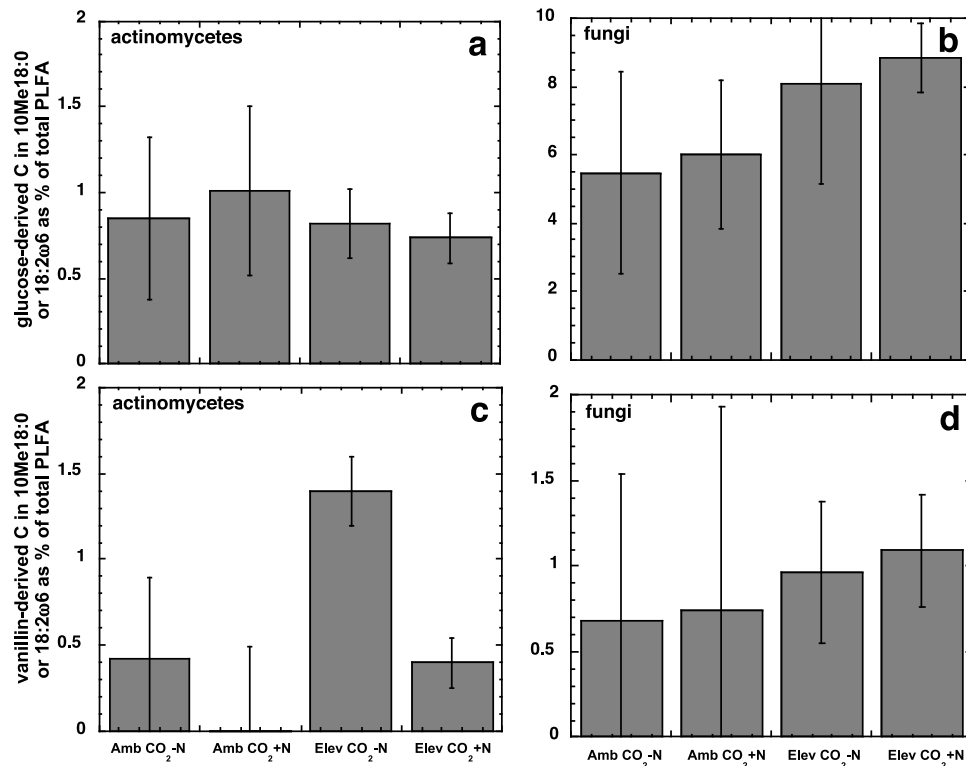 actinomycetes
a
2
1.5
1
0.5
0
glucose-derived C in 10Me18:0
or 18:2ω6 as % of total PLFA
fungi
b
10
8
6
4
2
0
actinomycetes
c
2
1.5
1
0.5
0
vanillin-derived C in 10Me18:0
or 18:2ω6 as % of total PLFA
Amb CO₂-N Amb CO₂+N Elev CO₂-N Elev CO₂+N
fungi
d
2
1.5
1
0.5
0
Amb CO₂-N Amb CO₂+N Elev CO₂-N Elev CO₂+N